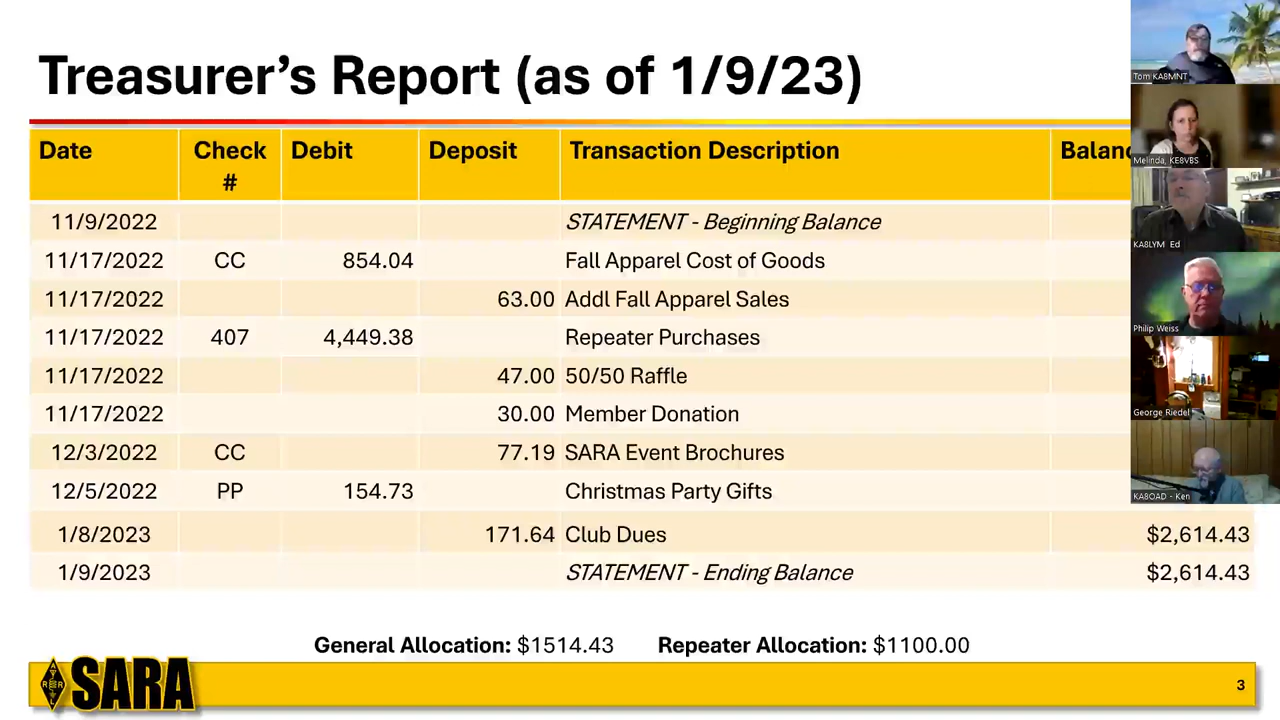 Treasurer's Report (as of 1/9/23)
Date Check # Debit Deposit Transaction Description Balanc
11/9/2022 STATEMENT - Beginning Balance
11/17/2022 CC 854.04 Fall Apparel Cost of Goods
11/17/2022 63.00 Addl Fall Apparel Sales
11/17/2022 407 4,449.38 Repeater Purchases
11/17/2022 47.00 50/50 Raffle
11/17/2022 30.00 Member Donation
12/3/2022 CC 77.19 SARA Event Brochures
12/5/2022 PP 154.73 Christmas Party Gifts
1/8/2023 171.64 Club Dues $2,614.43
1/9/2023 STATEMENT - Ending Balance $2,614.43
General Allocation: $1514.43 Repeater Allocation: $1100.00
SARA
3
Tom KA8MNT
Melinda, KE8VBS
KA8LYM Ed
Philip Weiss
George Riedel
KA8OAD - Ken